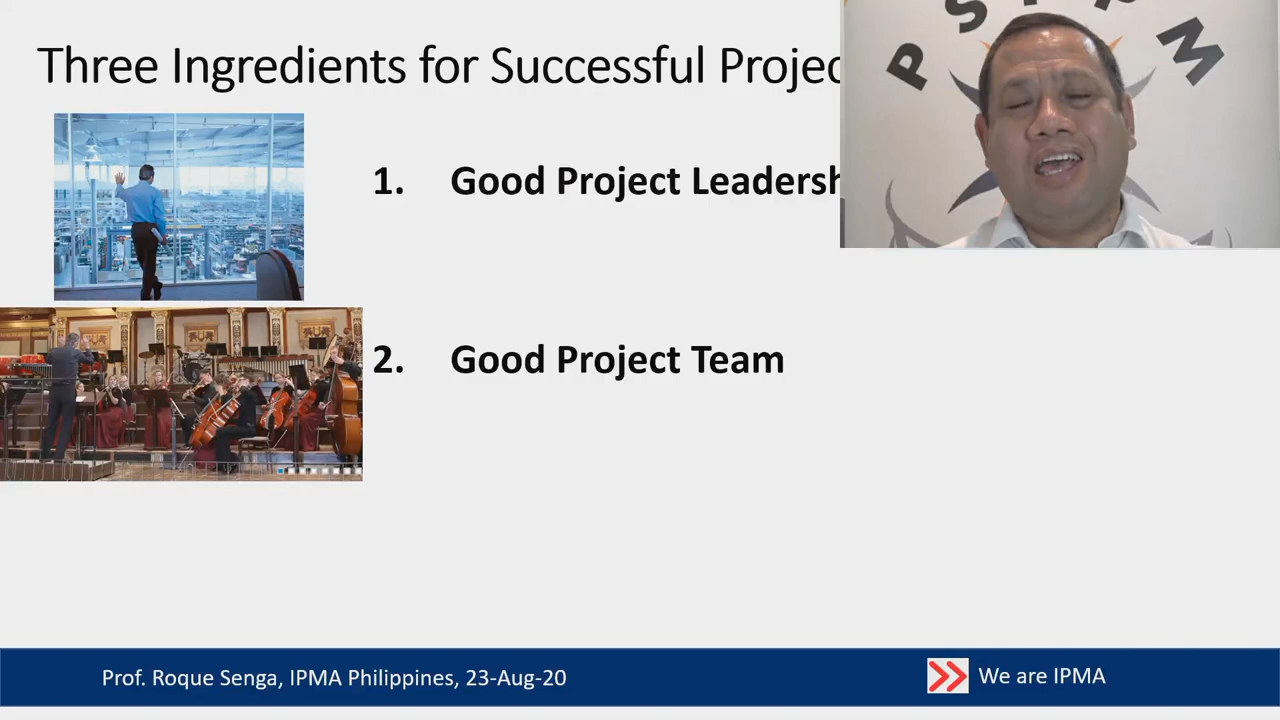 Three Ingredients for Successful Projec
PSPPM
1. Good Project Leadersh
2. Good Project Team
Prof. Roque Senga, IPMA Philippines, 23-Aug-20
We are IPMA